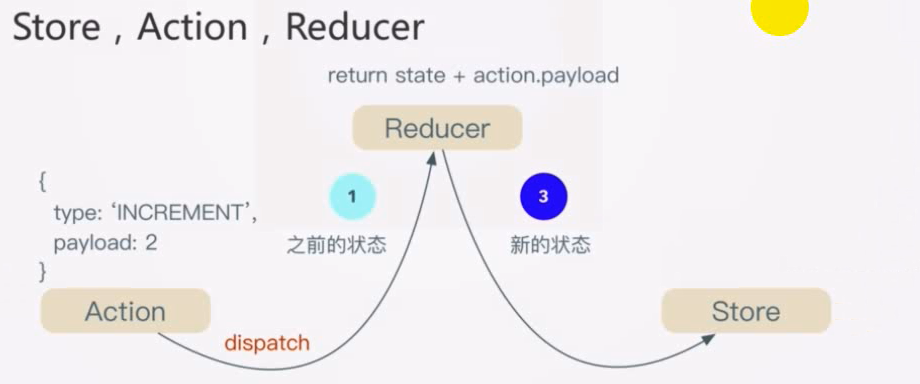 Store , Action , Reducer
return state + action.payload
Reducer
{
type: ‘INCREMENT’,
payload: 2
}
1
之前的状态
3
新的状态
Action
dispatch
Store